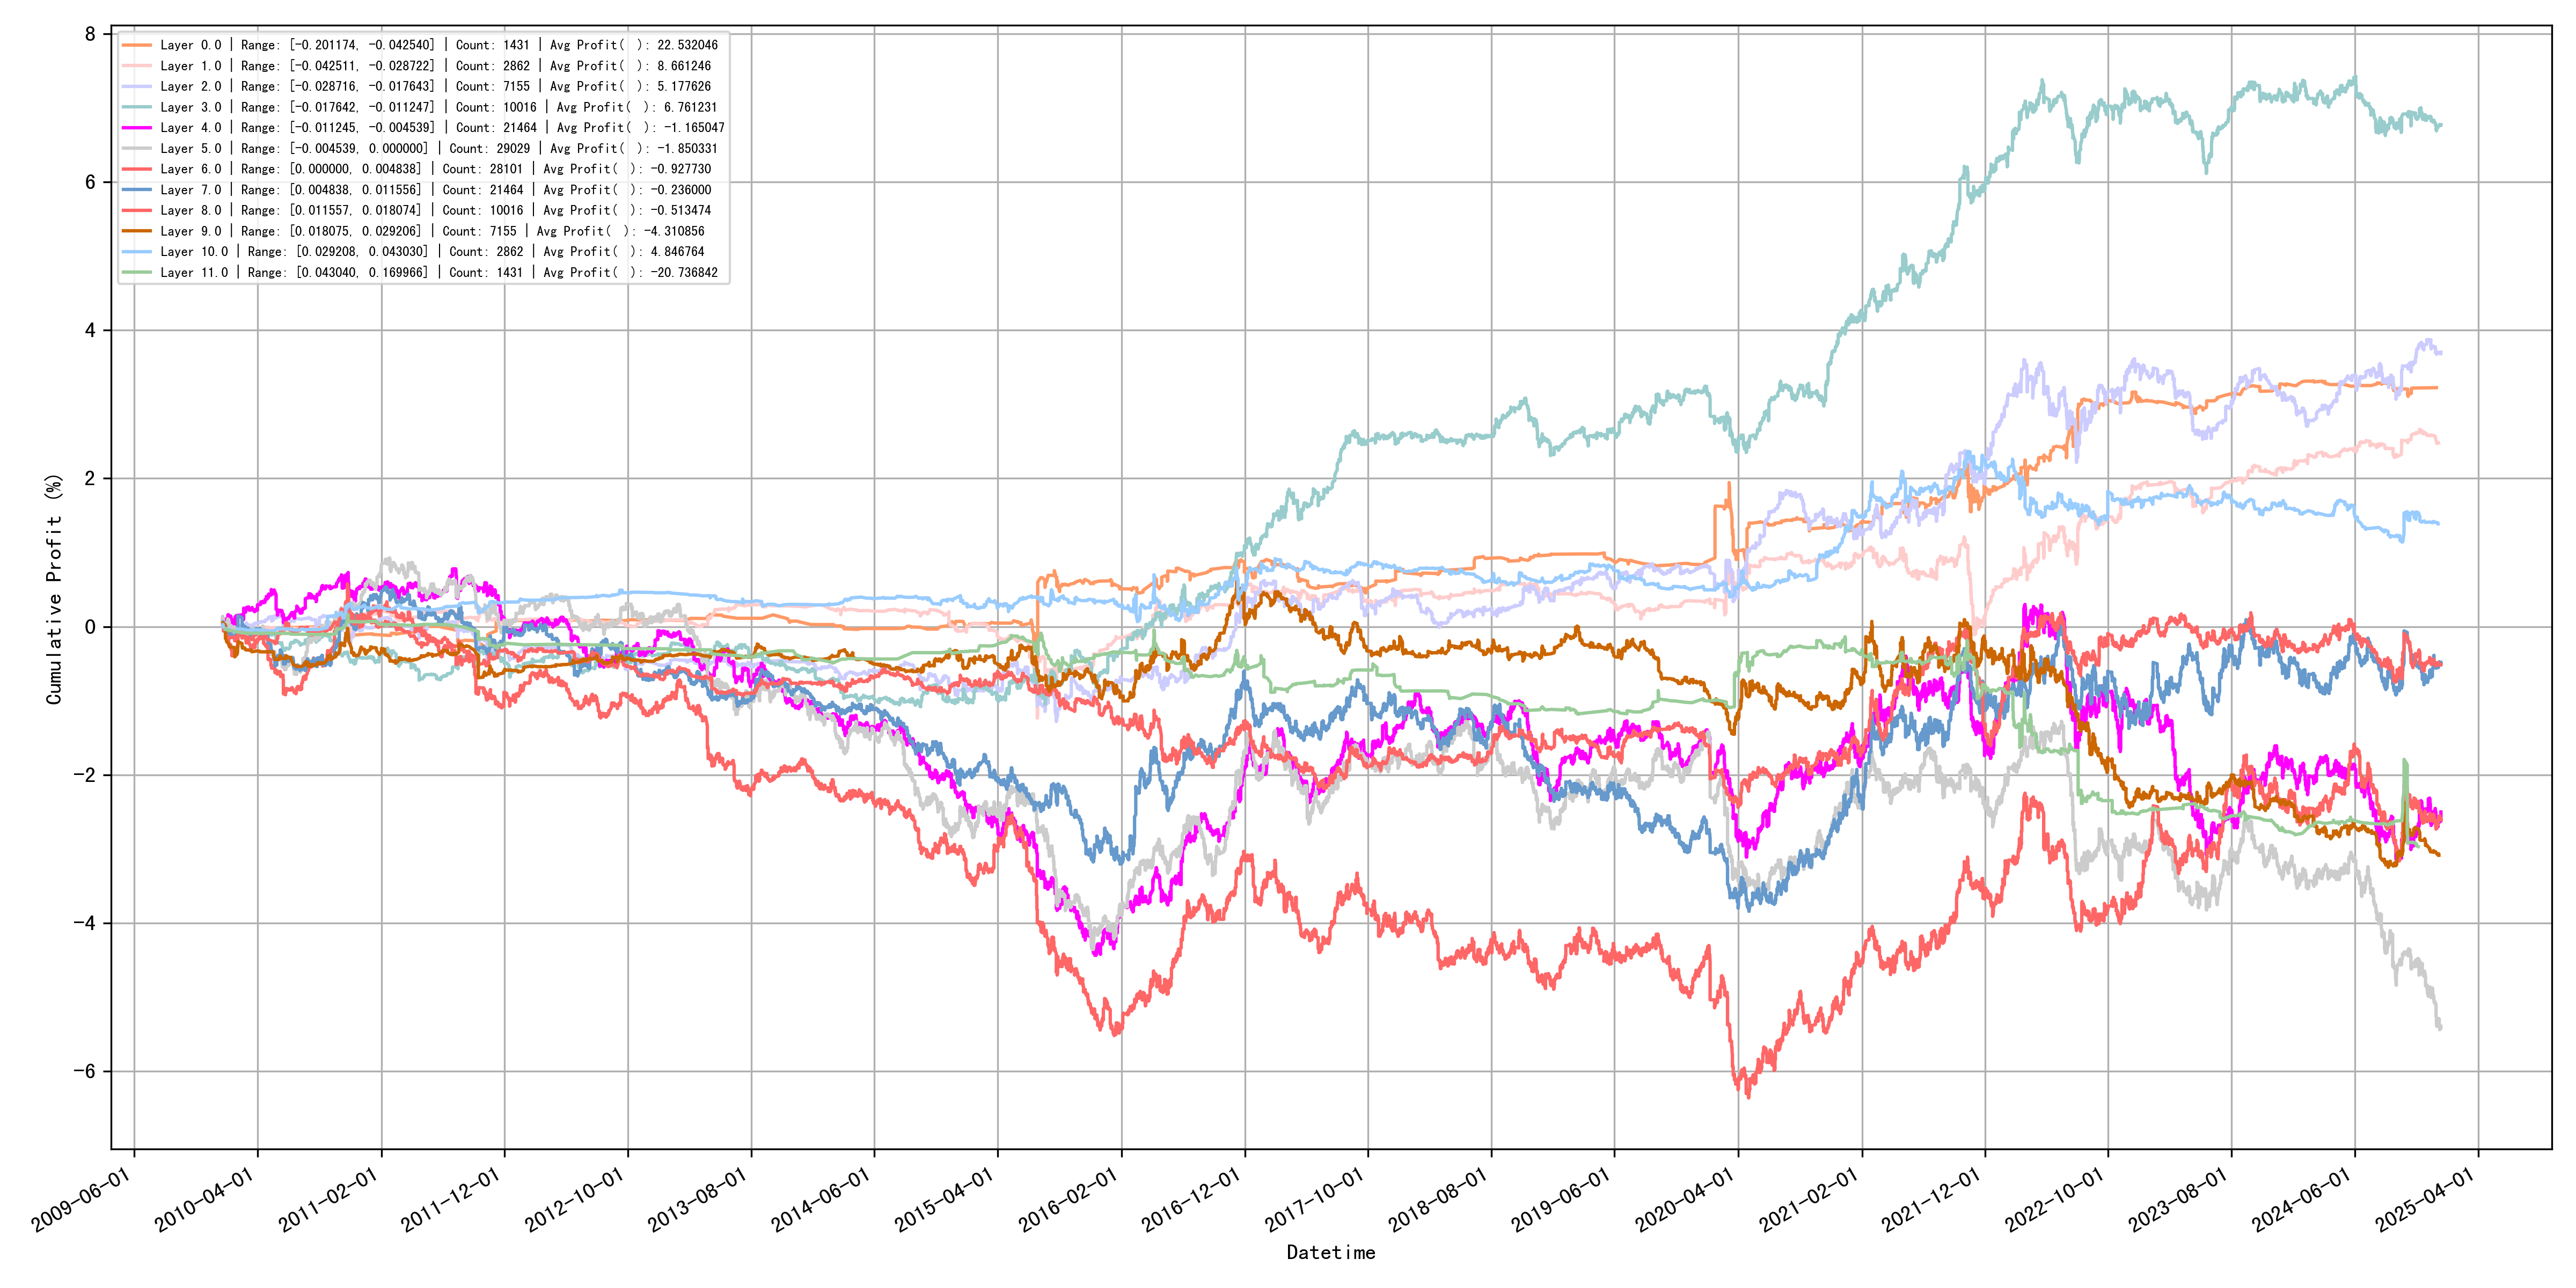 8
6
4
2
0
−2
−4
−6
Cumulative Profit (%)
Layer 0.0 | Range: [-0.201174, -0.042540] | Count: 1431 | Avg Profit( ): 22.532046
Layer 1.0 | Range: [-0.042511, -0.028722] | Count: 2862 | Avg Profit( ): 8.661246
Layer 2.0 | Range: [-0.028716, -0.017643] | Count: 7155 | Avg Profit( ): 5.177626
Layer 3.0 | Range: [-0.017642, -0.011247] | Count: 10016 | Avg Profit( ): 6.761231
Layer 4.0 | Range: [-0.011245, -0.004539] | Count: 21464 | Avg Profit( ): -1.165047
Layer 5.0 | Range: [-0.004539, 0.000000] | Count: 29029 | Avg Profit( ): -1.850331
Layer 6.0 | Range: [0.000000, 0.004838] | Count: 28101 | Avg Profit( ): -0.927730
Layer 7.0 | Range: [0.004838, 0.011556] | Count: 21464 | Avg Profit( ): -0.236000
Layer 8.0 | Range: [0.011557, 0.018074] | Count: 10016 | Avg Profit( ): -0.513474
Layer 9.0 | Range: [0.018075, 0.029206] | Count: 7155 | Avg Profit( ): -4.310856
Layer 10.0 | Range: [0.029208, 0.043030] | Count: 2862 | Avg Profit( ): 4.846764
Layer 11.0 | Range: [0.043040, 0.169966] | Count: 1431 | Avg Profit( ): -20.736842
2009-06-01
2010-04-01
2011-02-01
2011-12-01
2012-10-01
2013-08-01
2014-06-01
2015-04-01
2016-02-01
2016-12-01
2017-10-01
2018-08-01
2019-06-01
2020-04-01
2021-02-01
2021-12-01
2022-10-01
2023-08-01
2024-06-01
2025-04-01
Datetime